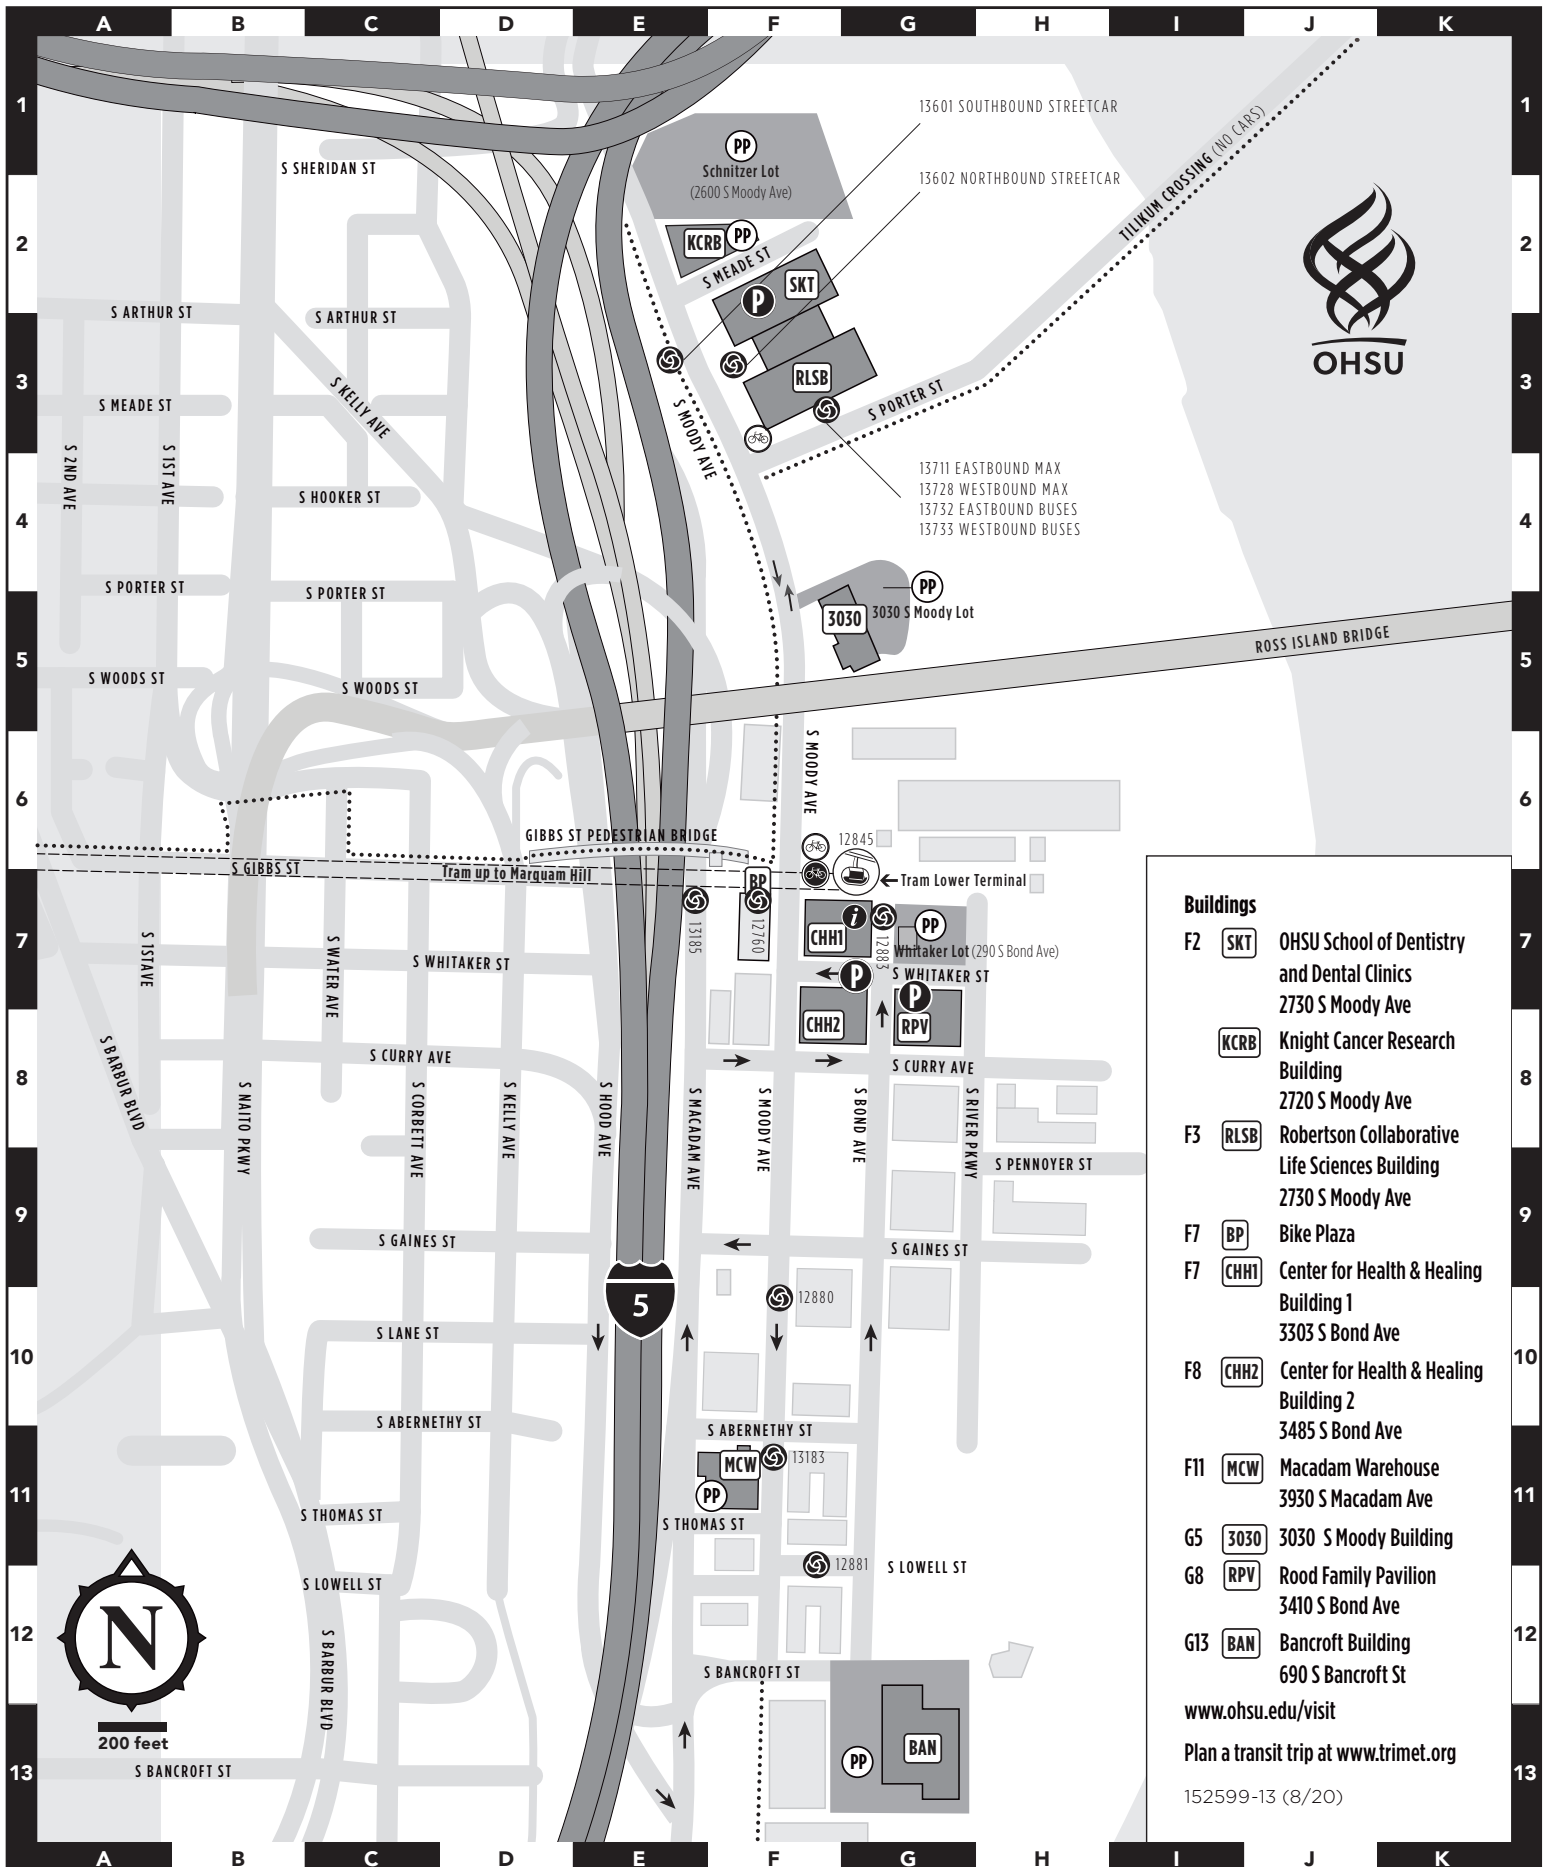 A B C D E F G H I J K
1
1
13601 SOUTHBOUND STREETCAR
PP
Schnitzer Lot
(2600 S Moody Ave)
S SHERIDAN ST
13602 NORTHBOUND STREETCAR
TILIKUM CROSSING (NO CARS)
2
2
KCRB
PP
S MEADE ST
SKT
P
S ARTHUR ST
S ARTHUR ST
OHSU
3
3
RLSB
S KELLY AVE
S MEADE ST
S MOODY AVE
S PORTER ST
S 2ND AVE
S 1ST AVE
S HOOKER ST
13711 EASTBOUND MAX
13728 WESTBOUND MAX
13732 EASTBOUND BUSES
13733 WESTBOUND BUSES
4
4
S PORTER ST
S PORTER ST
PP
3030
3030 S Moody Lot
ROSS ISLAND BRIDGE
5
5
S WOODS ST
S WOODS ST
S MOODY AVE
6
6
GIBBS ST PEDESTRIAN BRIDGE
12845
S GIBBS ST
Tram up to Marquam Hill
BP
Tram Lower Terminal
13185
12760
i
CHH1
12883
PP
Whitaker Lot (290 S Bond Ave)
7
7
S 1ST AVE
S WATER AVE
S WHITAKER ST
P
S WHITAKER ST
P
CHH2
RPV
S BARBUR BLVD
S CURRY AVE
S CURRY AVE
8
8
S NAITO PKWY
S CORBETT AVE
S KELLY AVE
S HOOD AVE
S MACADAM AVE
S MOODY AVE
S BOND AVE
S RIVER PKWY
S PENNOYER ST
9
9
S GAINES ST
S GAINES ST
5
12880
S LANE ST
10
10
S ABERNETHY ST
S ABERNETHY ST
MCW
13183
PP
11
11
S THOMAS ST
S THOMAS ST
12881
S LOWELL ST
S LOWELL ST
N
12
12
S BARBUR BLVD
S BANCROFT ST
200 feet
BAN
PP
13
13
S BANCROFT ST
Buildings
F2 SKT OHSU School of Dentistry
and Dental Clinics
2730 S Moody Ave
KCRB Knight Cancer Research
Building
2720 S Moody Ave
F3 RLSB Robertson Collaborative
Life Sciences Building
2730 S Moody Ave
F7 BP Bike Plaza
F7 CHH1 Center for Health & Healing
Building 1
3303 S Bond Ave
F8 CHH2 Center for Health & Healing
Building 2
3485 S Bond Ave
F11 MCW Macadam Warehouse
3930 S Macadam Ave
G5 3030 3030 S Moody Building
G8 RPV Rood Family Pavilion
3410 S Bond Ave
G13 BAN Bancroft Building
690 S Bancroft St
www.ohsu.edu/visit
Plan a transit trip at www.trimet.org
152599-13 (8/20)
A B C D E F G H I J K